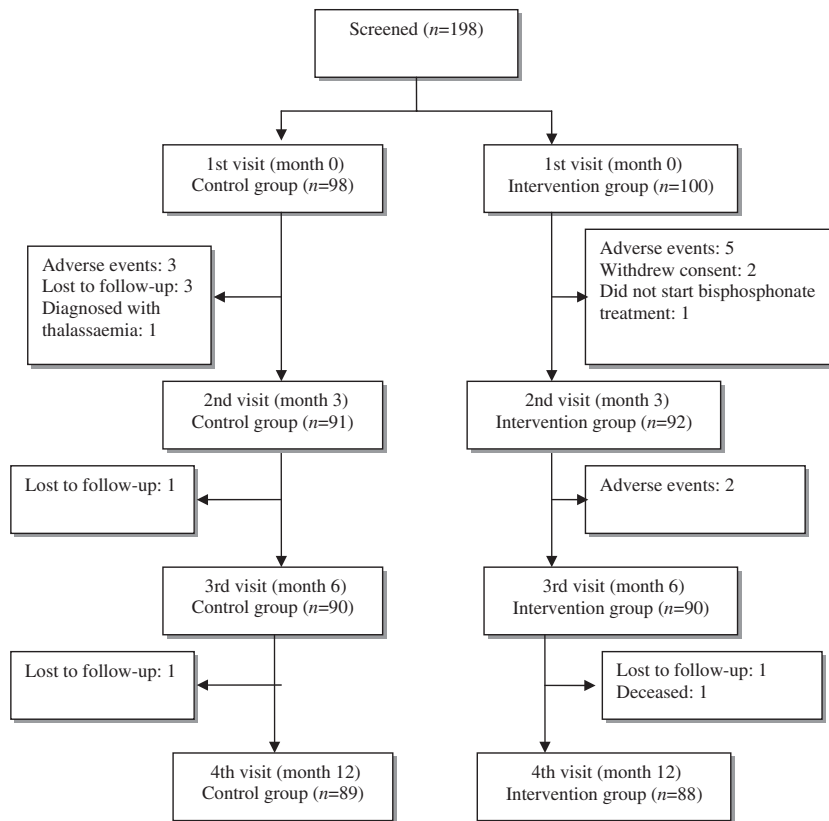 Screened (n=198)
1st visit (month 0)
Control group (n=98)
1st visit (month 0)
Intervention group (n=100)
Adverse events: 3
Lost to follow-up: 3
Diagnosed with
thalassaemia: 1
Adverse events: 5
Withdrew consent: 2
Did not start bisphosphonate
treatment: 1
2nd visit (month 3)
Control group (n=91)
2nd visit (month 3)
Intervention group (n=92)
Lost to follow-up: 1
Adverse events: 2
3rd visit (month 6)
Control group (n=90)
3rd visit (month 6)
Intervention group (n=90)
Lost to follow-up: 1
Lost to follow-up: 1
Deceased: 1
4th visit (month 12)
Control group (n=89)
4th visit (month 12)
Intervention group (n=88)